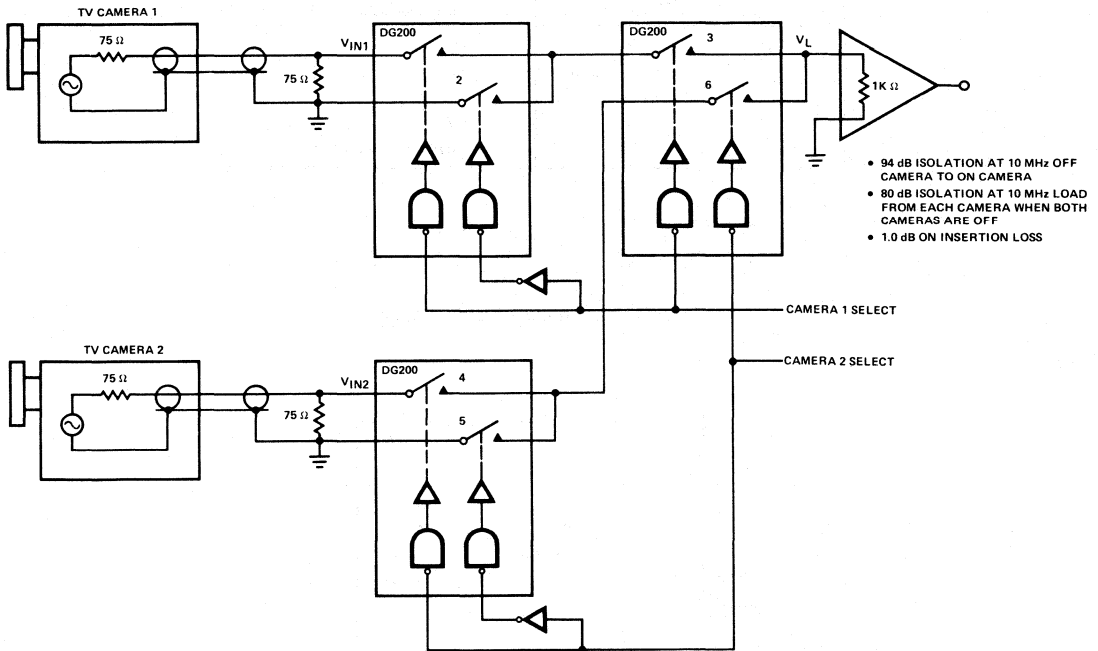 TV CAMERA 1
75 Ω
VIN1
75 Ω
DG200
2
DG200
3
6
VL
1K Ω
• 94 dB ISOLATION AT 10 MHz OFF
CAMERA TO ON CAMERA
• 80 dB ISOLATION AT 10 MHz LOAD
FROM EACH CAMERA WHEN BOTH
CAMERAS ARE OFF
• 1.0 dB ON INSERTION LOSS
CAMERA 1 SELECT
CAMERA 2 SELECT
TV CAMERA 2
75 Ω
VIN2
75 Ω
DG200
4
5